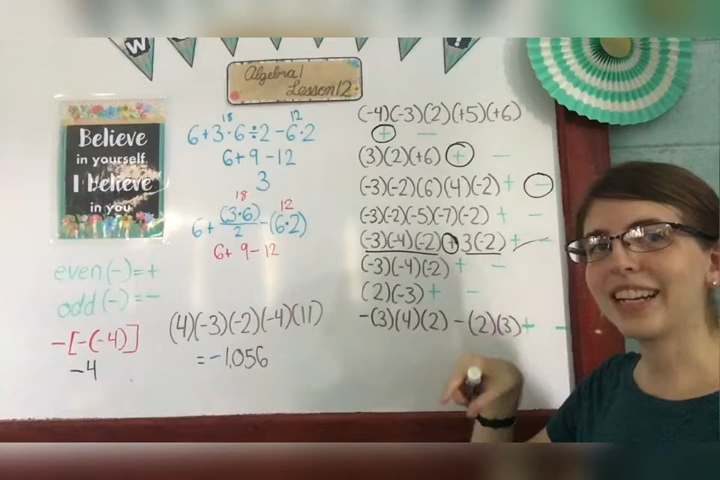 W
!
Algebra 1
Lesson 12
Believe
in yourself.
I believe
in you.
even (-) = +
odd (-) = -
-[-(-4)]
-4
18 12
6+3·6÷2-6·2
6+9-12
3
18 12
6+ (3·6)/2 -(6·2)
6+ 9-12
(4)(-3)(-2)(-4)(11)
=-1,056
(-4)(-3)(2)(+5)(+6)
+ -
(3)(2)(+6) + -
(-3)(-2)(6)(4)(-2) + -
(-3)(-2)(-5)(-7)(-2) + -
(-3)(-4)(-2)+3(-2) + -
(-3)(-4)(-2) + -
(2)(-3) + -
-(3)(4)(2) -(2)(3) + -